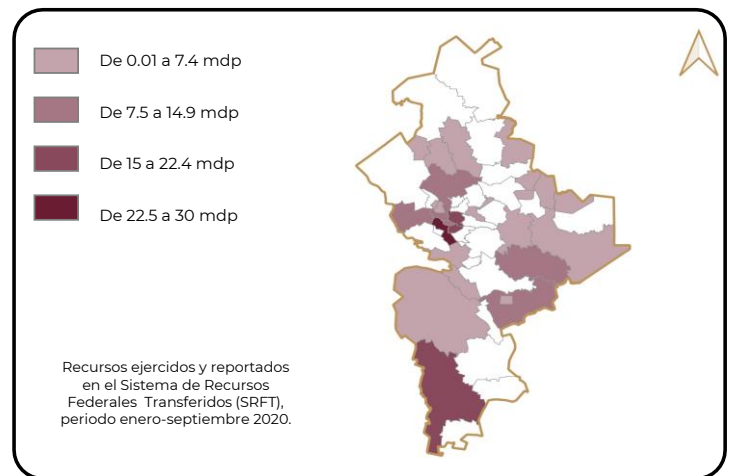 De 0.01 a 7.4 mdp
De 7.5 a 14.9 mdp
De 15 a 22.4 mdp
De 22.5 a 30 mdp
Recursos ejercidos y reportados
en el Sistema de Recursos
Federales Transferidos (SRFT),
periodo enero-septiembre 2020.